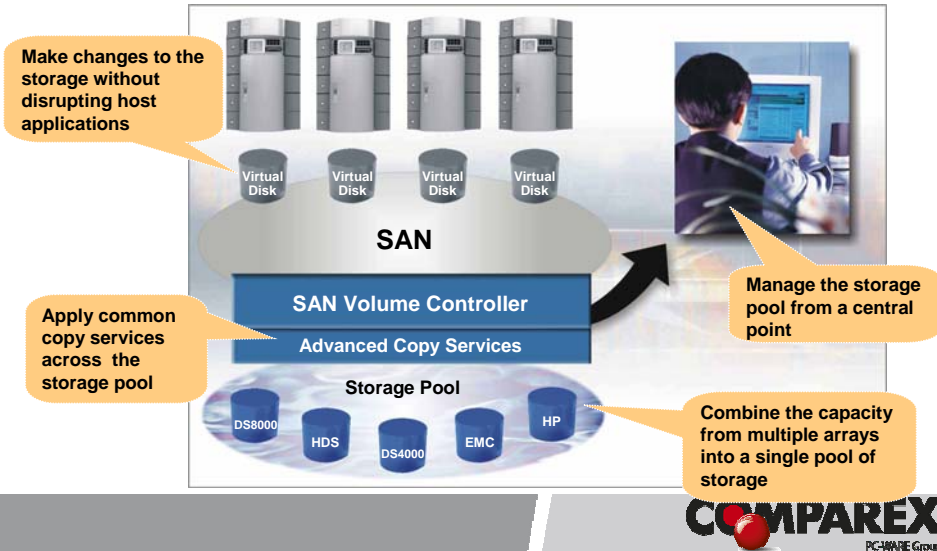 Make changes to the
storage without
disrupting host
applications
Virtual
Disk
Virtual
Disk
Virtual
Disk
Virtual
Disk
SAN
SAN Volume Controller
Advanced Copy Services
Manage the storage
pool from a central
point
Apply common
copy services
across the
storage pool
Storage Pool
DS8000
HDS
DS4000
EMC
HP
Combine the capacity
from multiple arrays
into a single pool of
storage
COMPAREX
PC-WARE Group